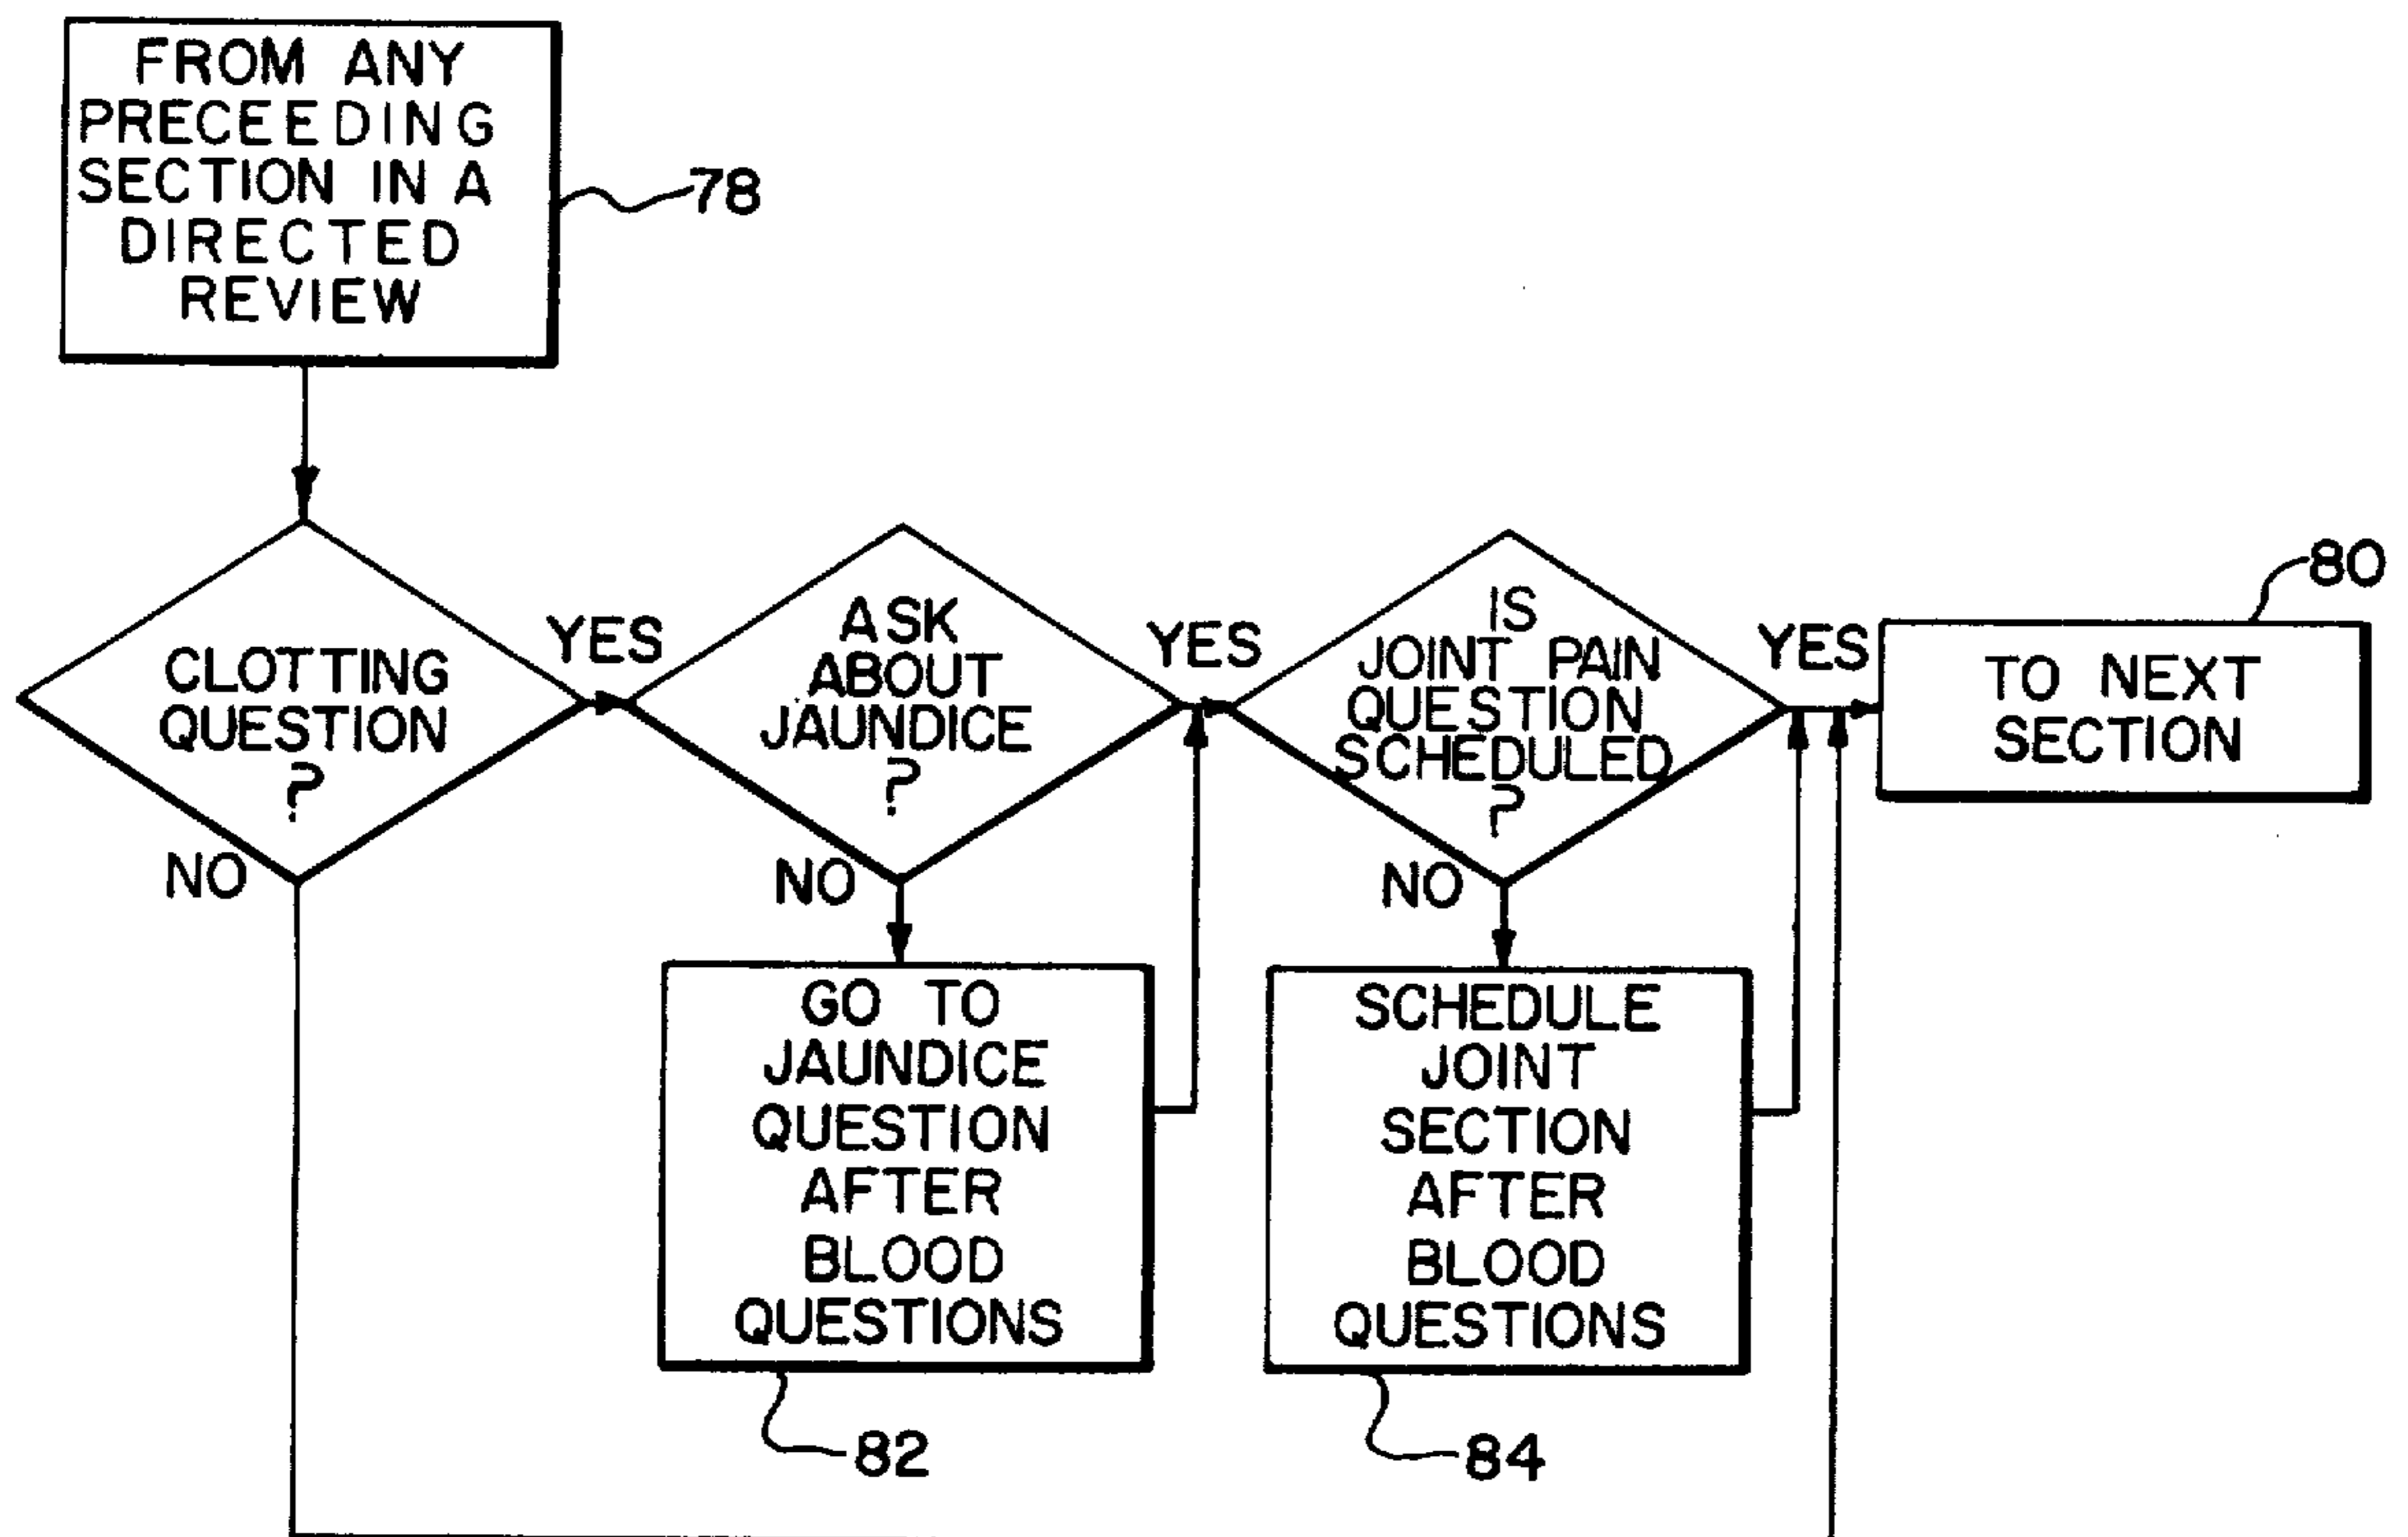 FROM ANY
PRECEEDING
SECTION IN A
DIRECTED
REVIEW
78
CLOTTING
QUESTION
?
YES
NO
ASK
ABOUT
JAUNDICE
?
YES
NO
IS
JOINT PAIN
QUESTION
SCHEDULED
?
YES
NO
80
TO NEXT
SECTION
GO TO
JAUNDICE
QUESTION
AFTER
BLOOD
QUESTIONS
82
SCHEDULE
JOINT
SECTION
AFTER
BLOOD
QUESTIONS
84